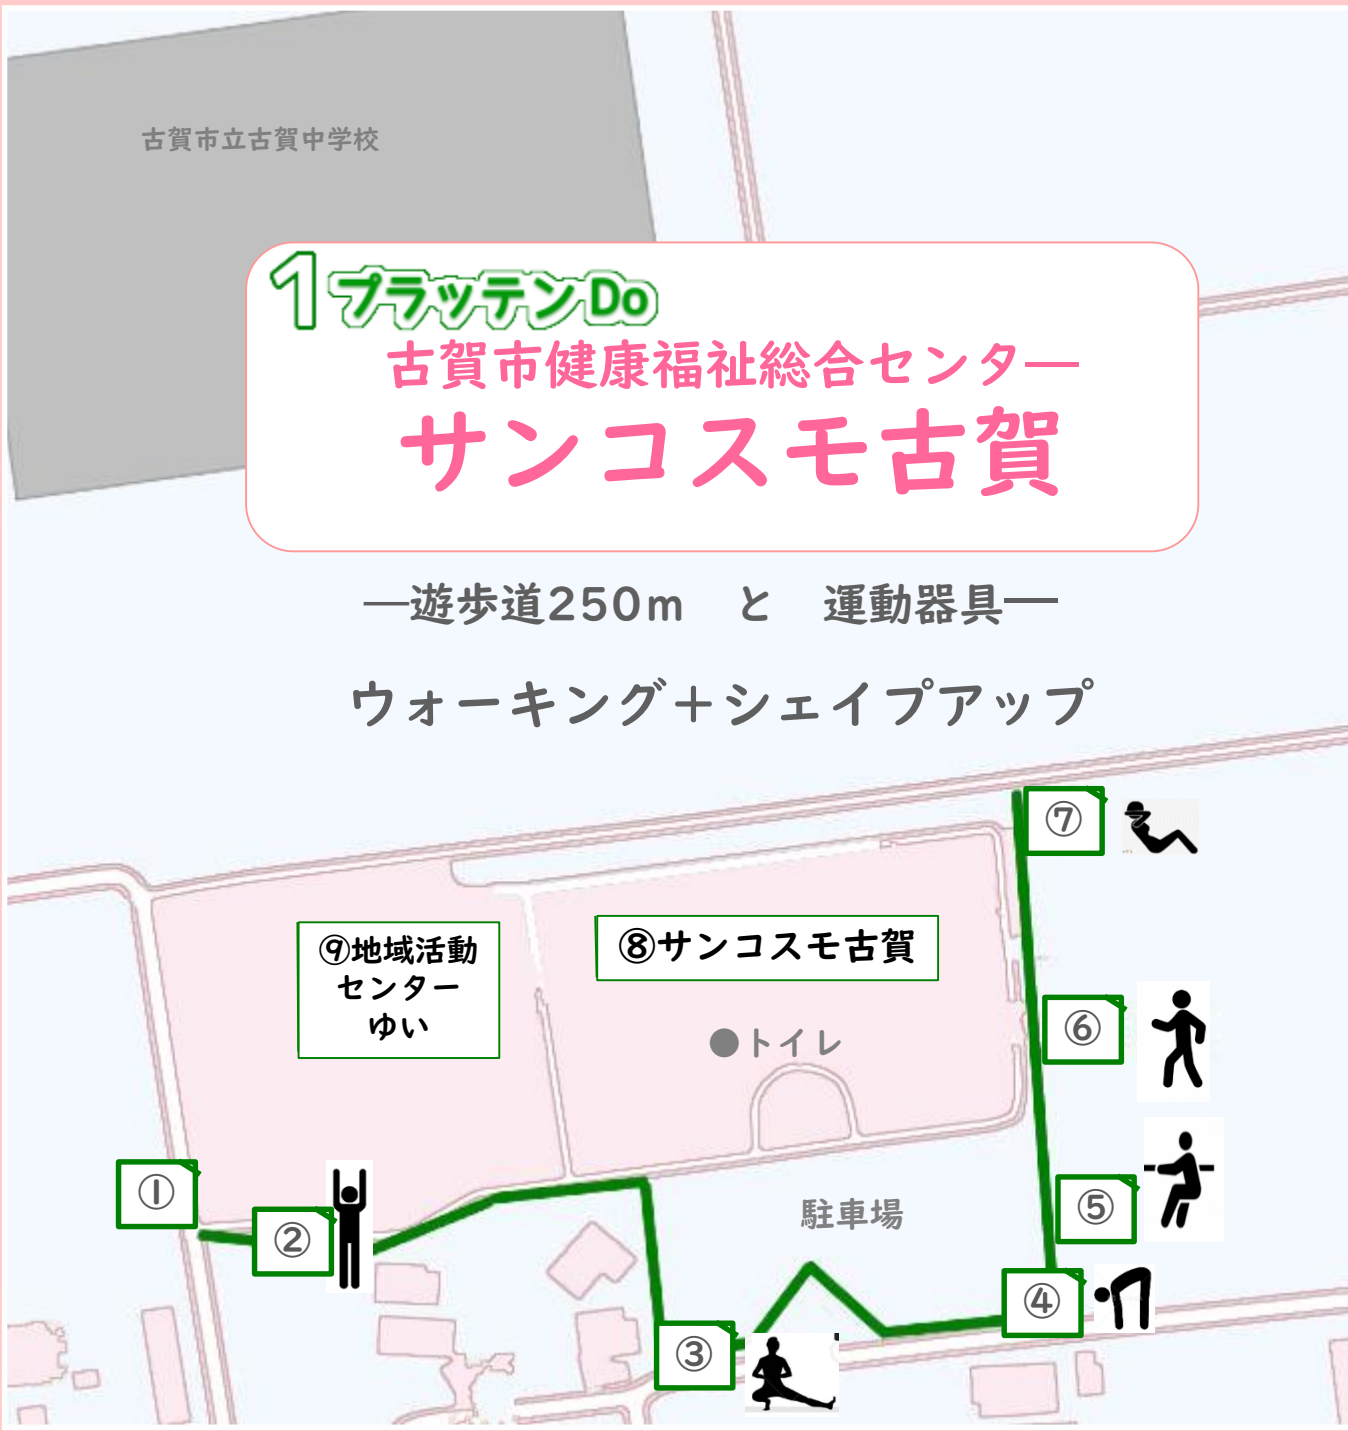 古賀市立古賀中学校
1プラッテンDo
古賀市健康福祉総合センター
サンコスモ古賀
―遊歩道250m と 運動器具―
ウォーキング+シェイプアップ
⑦
⑨地域活動
センター
ゆい
⑧サンコスモ古賀
⑥
●トイレ
①
②
⑤
駐車場
④
③